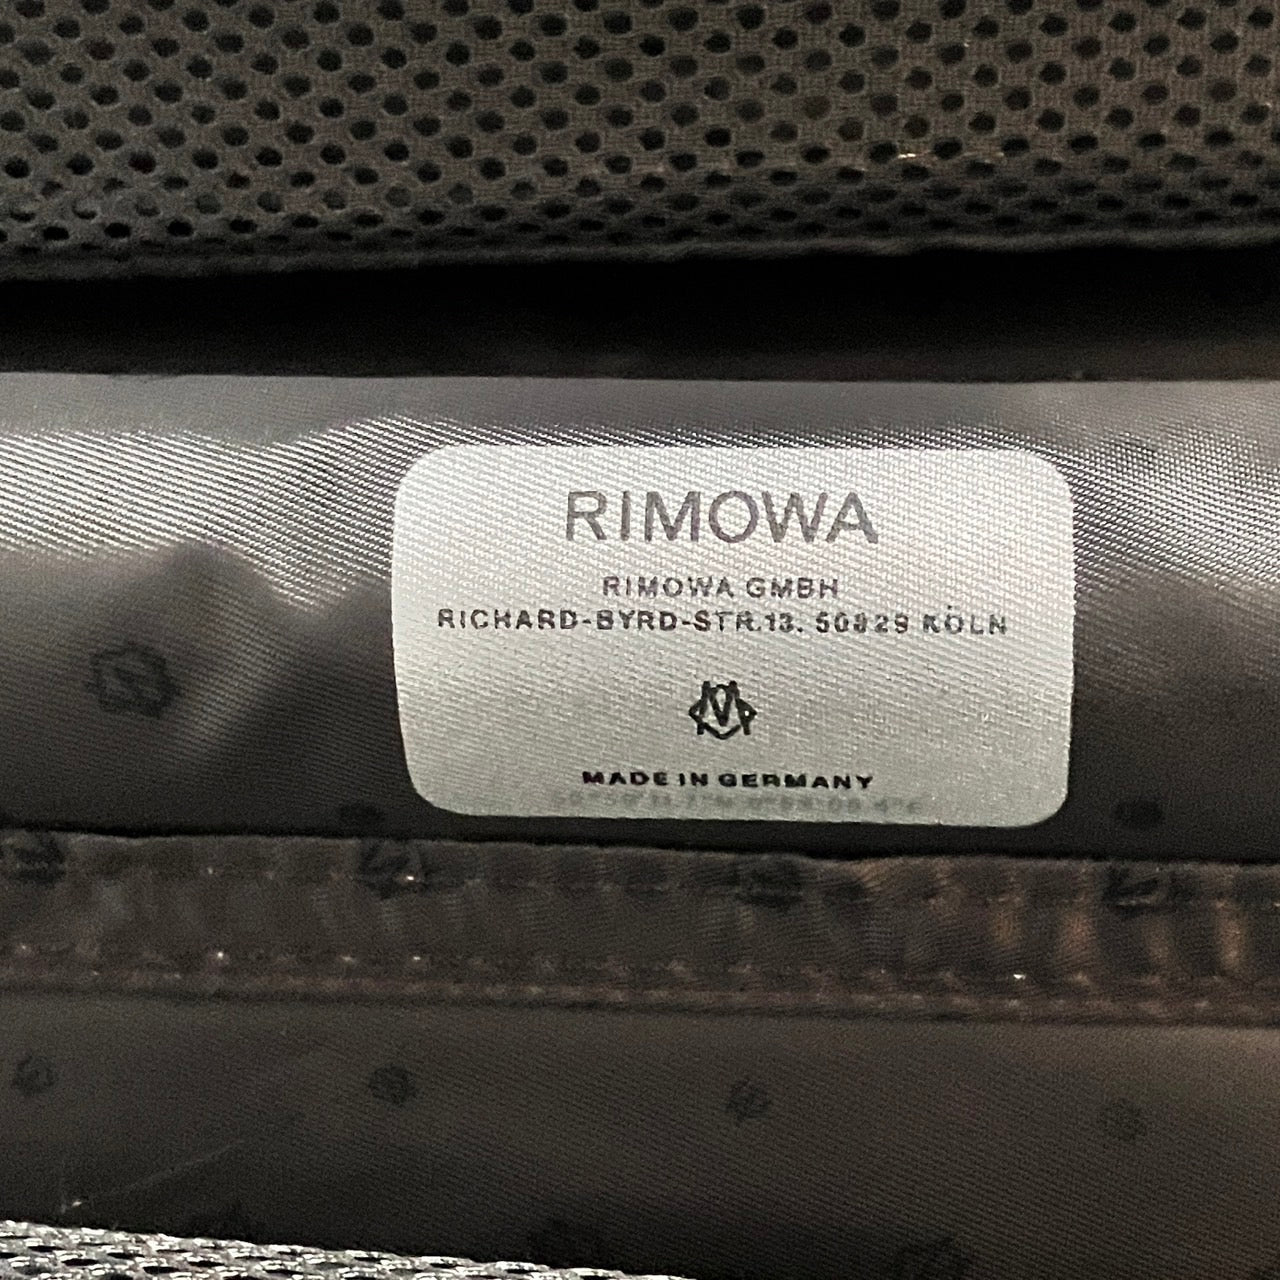 RIMOWA
RIMOWA GMBH
RICHARD-BYRD-STR.13. 50829 KÖLN
MADE IN GERMANY